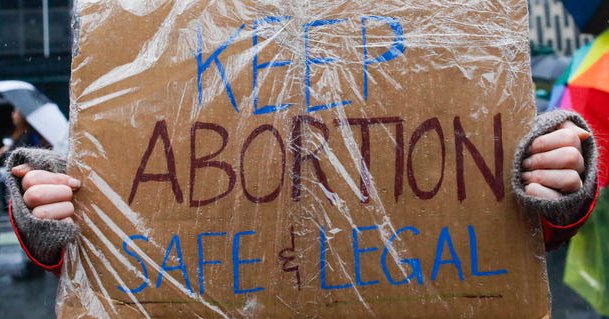 KEEP
ABORTION
SAFE & LEGAL